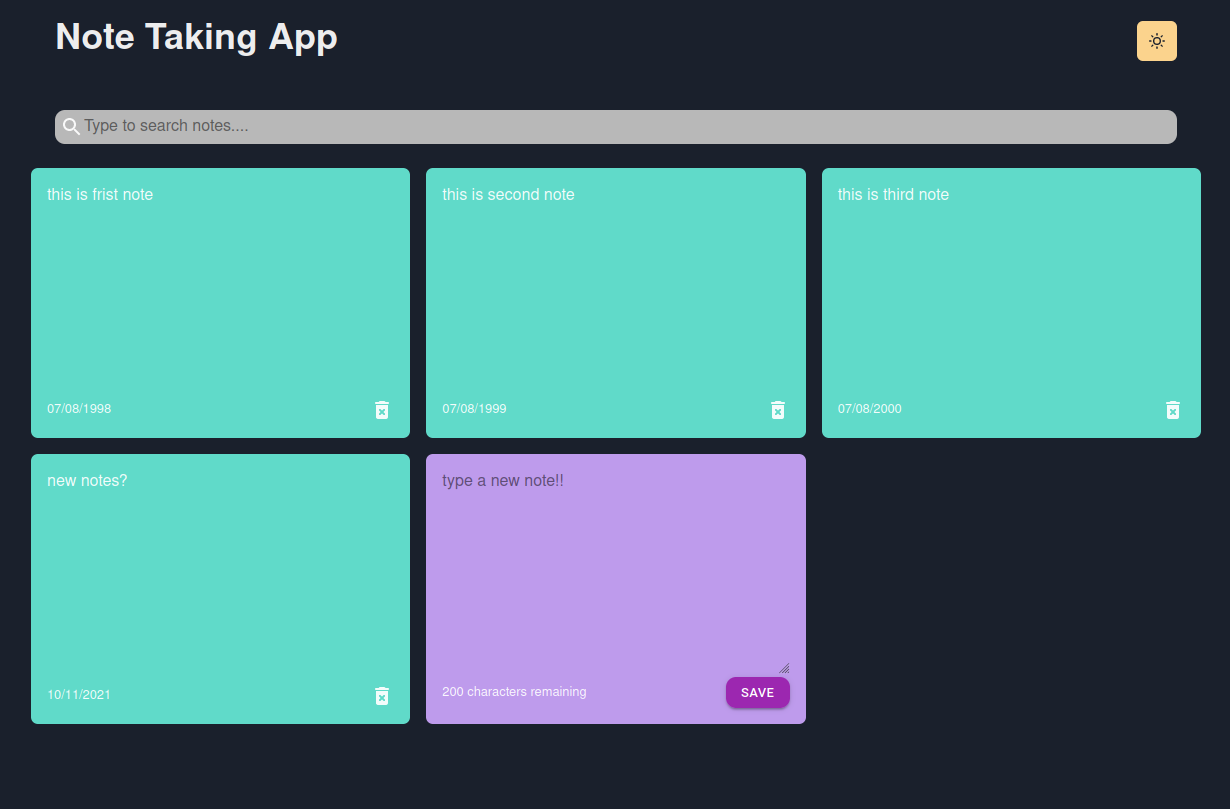 Note Taking App
Type to search notes....
this is frist note
this is second note
this is third note
07/08/1998
07/08/1999
07/08/2000
new notes?
type a new note!!
10/11/2021
200 characters remaining
SAVE